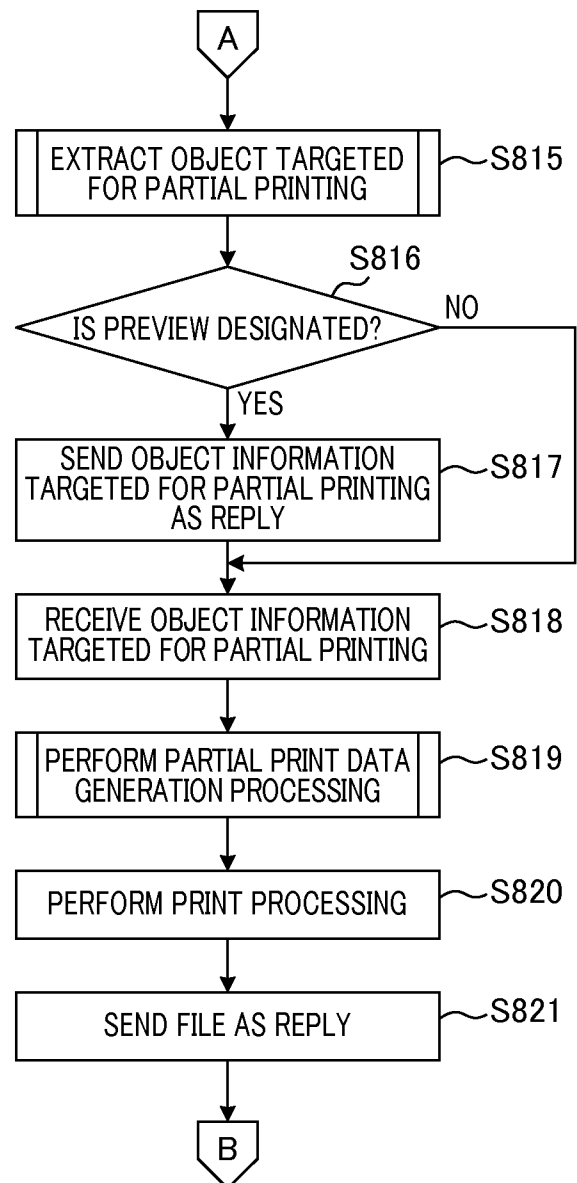 A
EXTRACT OBJECT TARGETED
FOR PARTIAL PRINTING
S815
S816
IS PREVIEW DESIGNATED?
NO
YES
SEND OBJECT INFORMATION
TARGETED FOR PARTIAL PRINTING
AS REPLY
S817
RECEIVE OBJECT INFORMATION
TARGETED FOR PARTIAL PRINTING
S818
PERFORM PARTIAL PRINT DATA
GENERATION PROCESSING
S819
PERFORM PRINT PROCESSING
S820
SEND FILE AS REPLY
S821
B